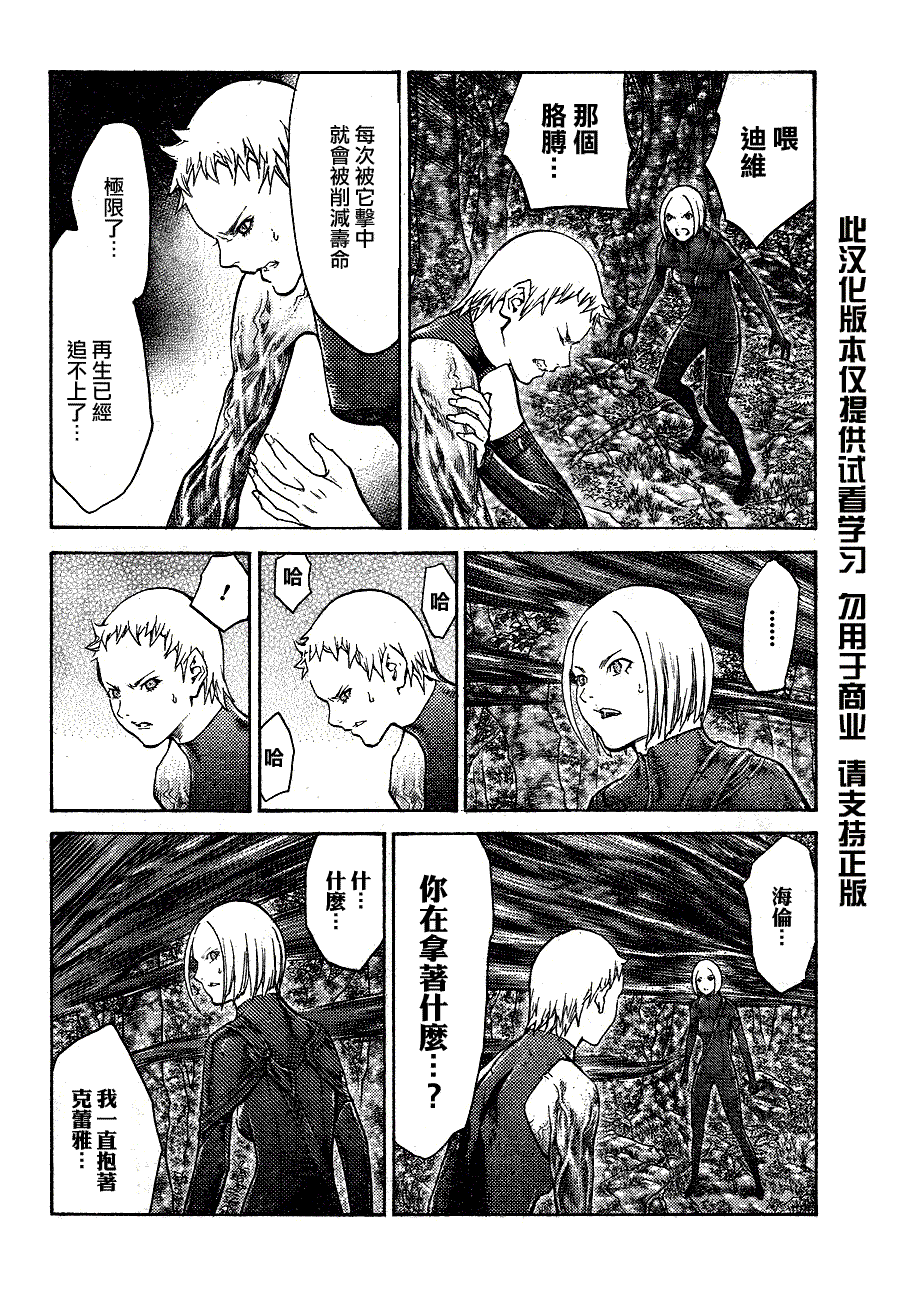 喂
迪維
那個
胳膊…
每次被它擊中
就會被削減壽命
極限了…
再生已經
追不上了…
……
哈
哈
哈
！
海倫…
你在拿著什麼…？
什…
什麼…
我一直抱著
克蕾雅…
此汉化版本仅提供试看学习 勿用于商业 请支持正版